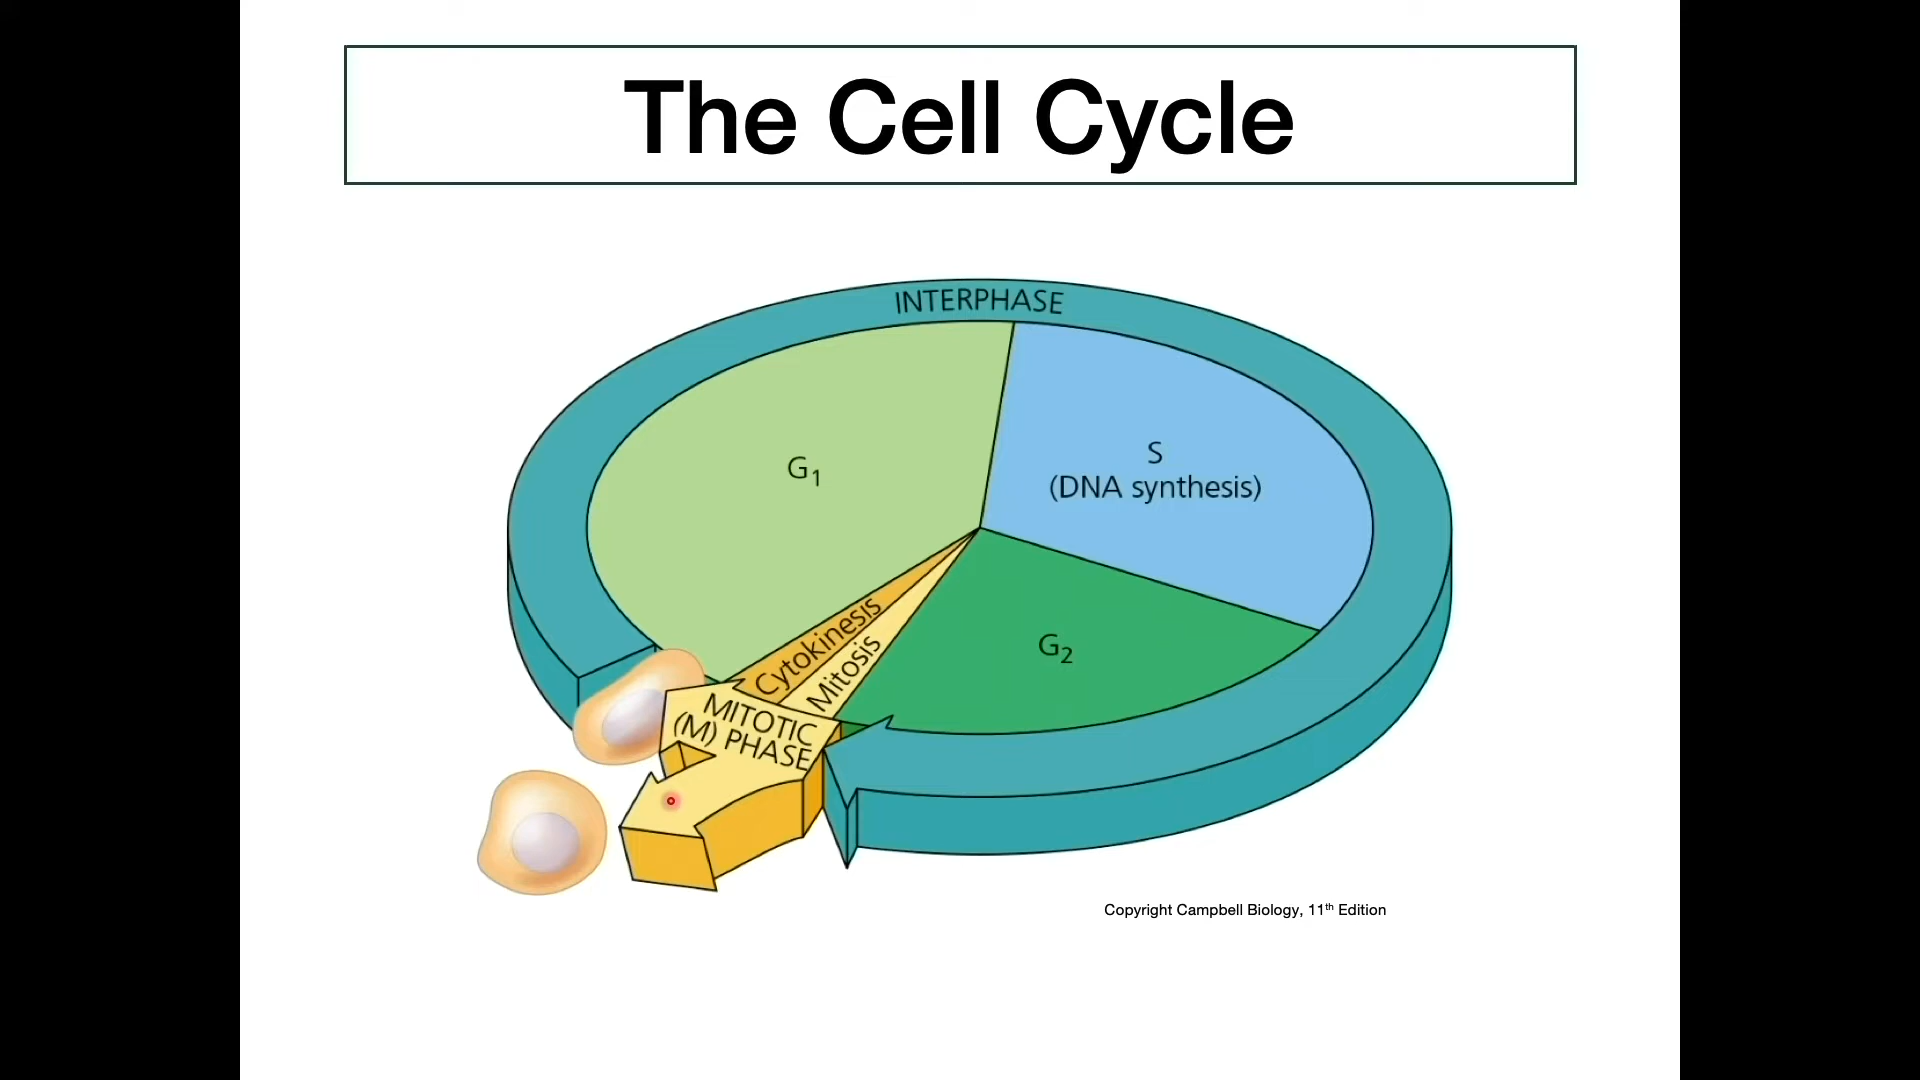 The Cell Cycle
INTERPHASE
G₁
S
(DNA synthesis)
G₂
Cytokinesis
Mitosis
MITOTIC
(M) PHASE
Copyright Campbell Biology, 11ᵗʰ Edition